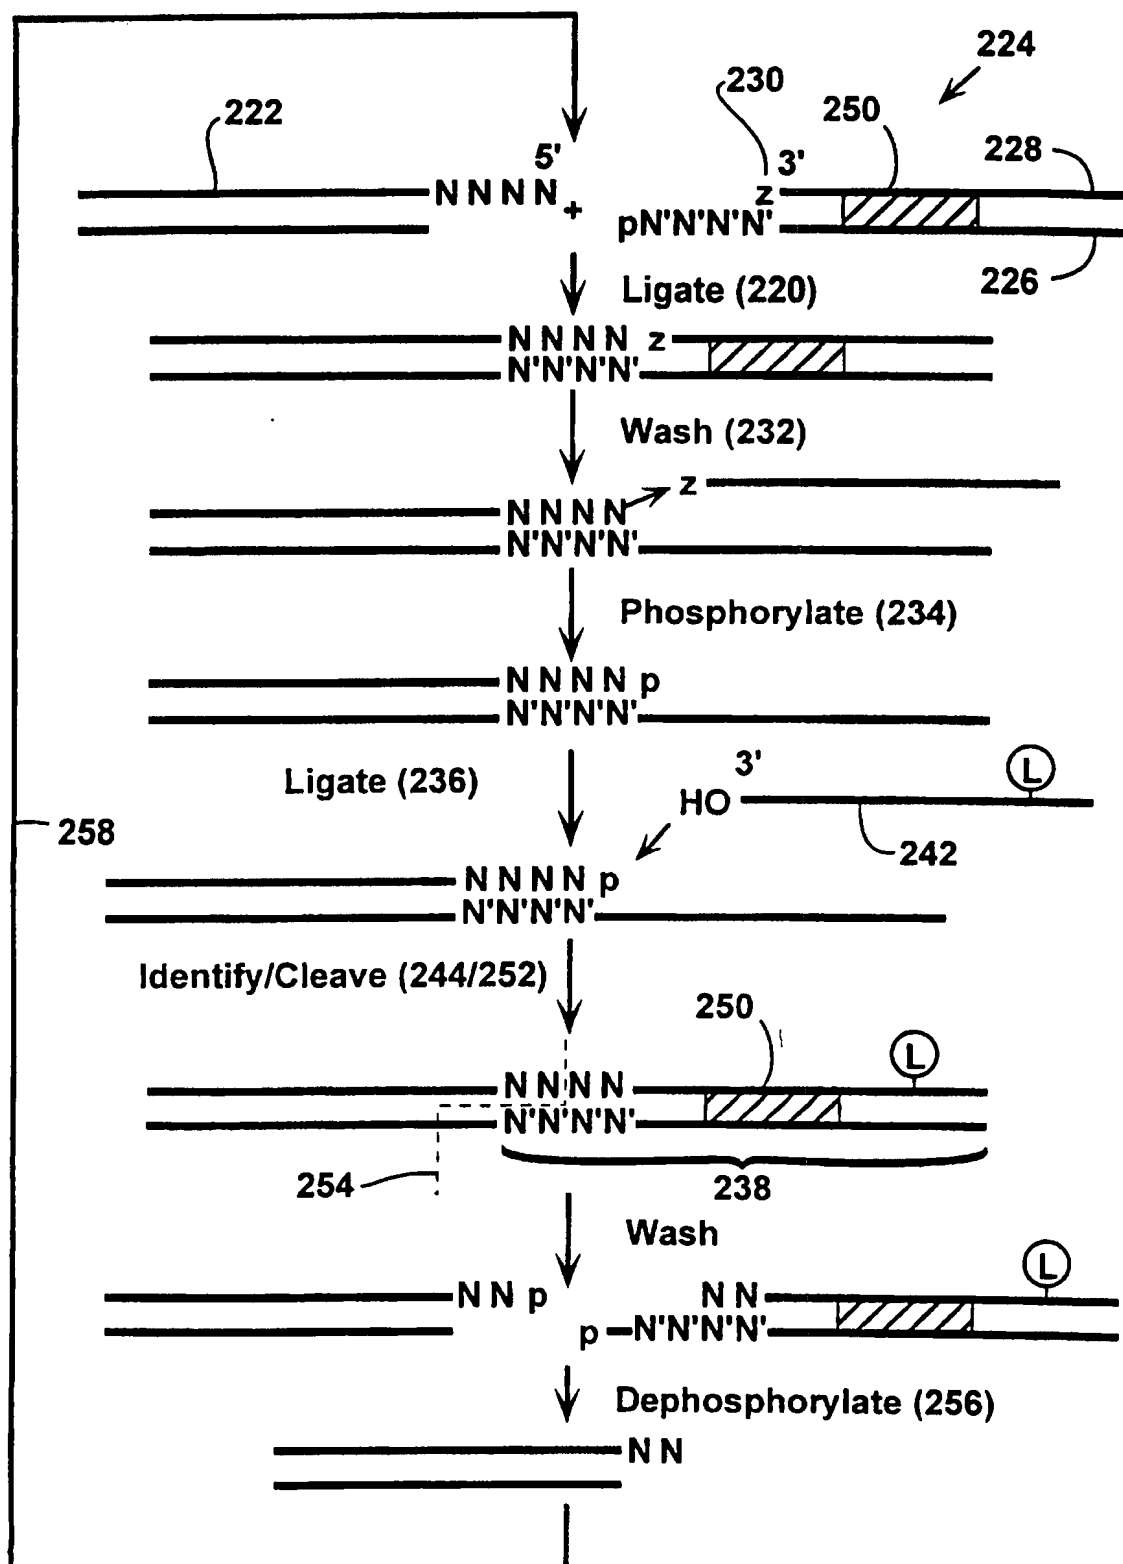 224
230
250
222
3'
228
5'
N N N N
+
z
pN'N'N'N'
226
Ligate (220)
N N N N z
N'N'N'N'
Wash (232)
z
N N N N
N'N'N'N'
Phosphorylate (234)
N N N N p
N'N'N'N'
Ligate (236)
3'
L
HO
258
242
N N N N p
N'N'N'N'
Identify/Cleave (244/252)
250
L
N N N N
N'N'N'N'
254
238
Wash
L
N N p
N N
p
N'N'N'N'
Dephosphorylate (256)
N N